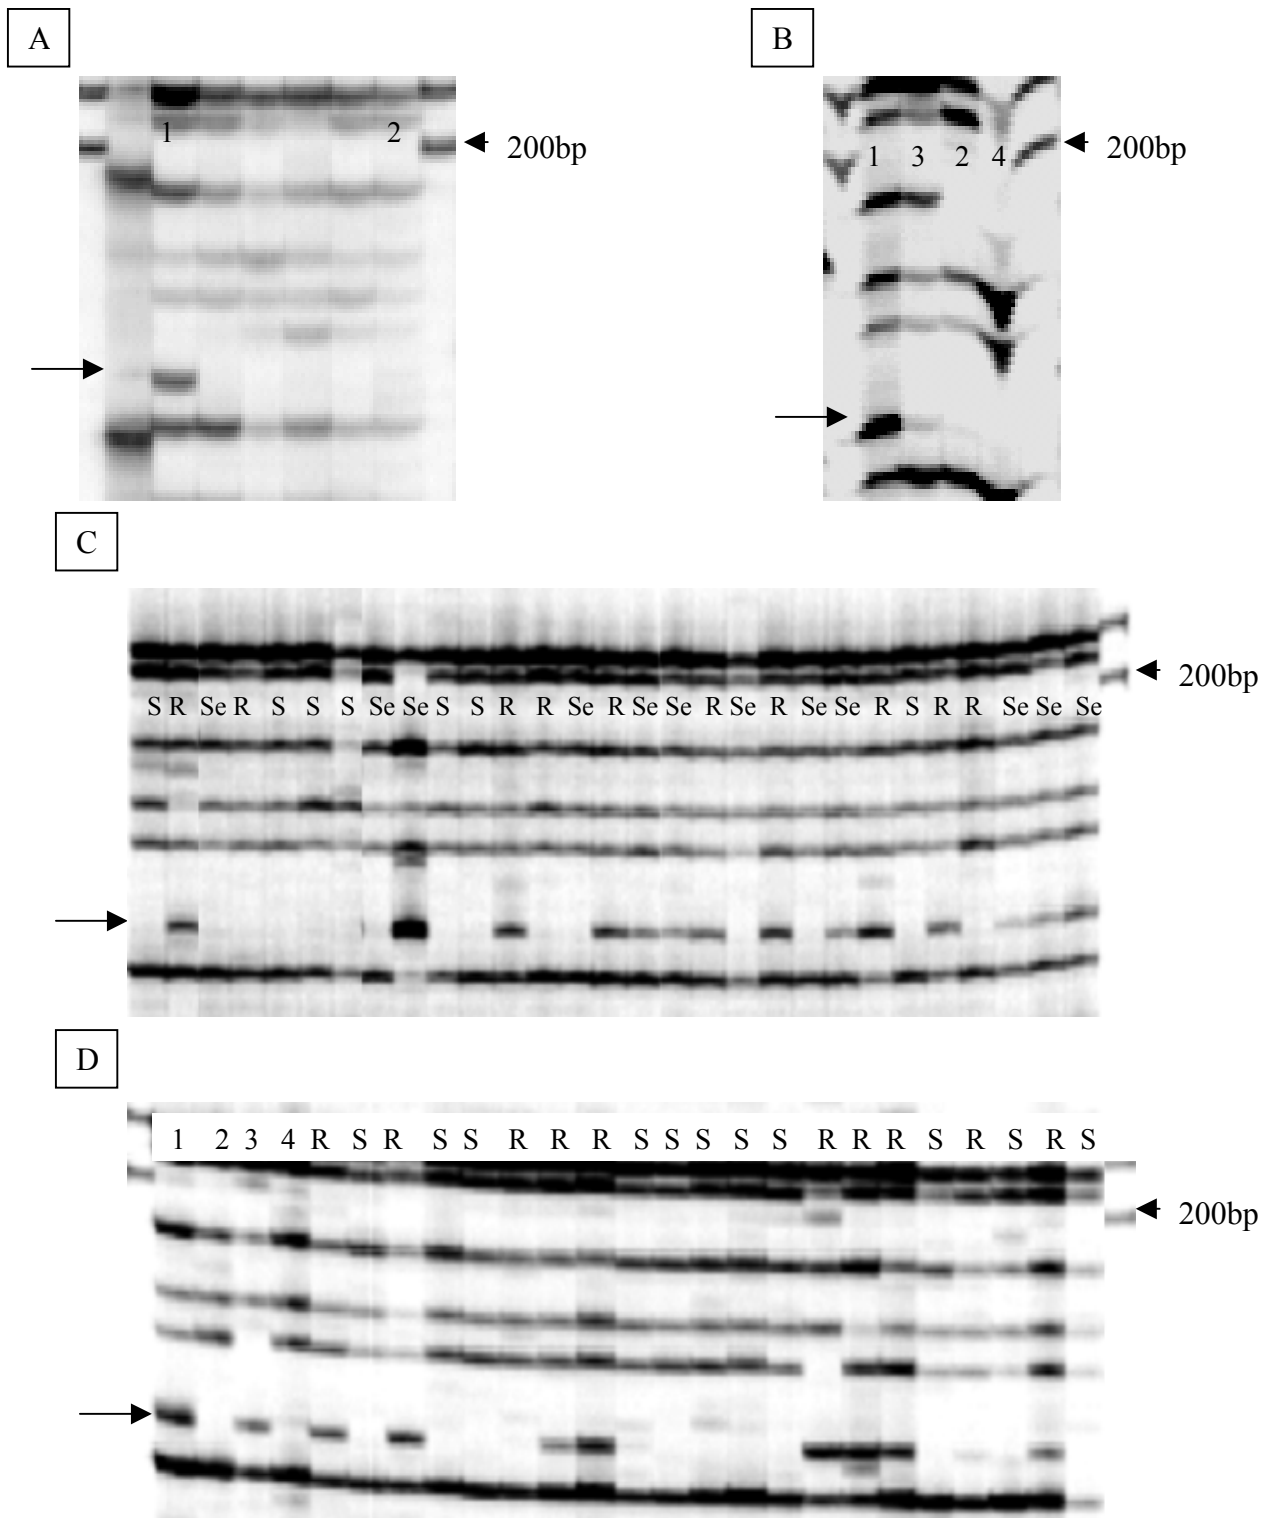 A
B
1 2
200bp
1 3 2 4
200bp
C
200bp
S R Se R S S S Se Se S S R R Se R Se Se R Se R Se Se R S R R Se Se Se
D
1 2 3 4 R S R S S R R R S S S S S R R R S R S R S
200bp